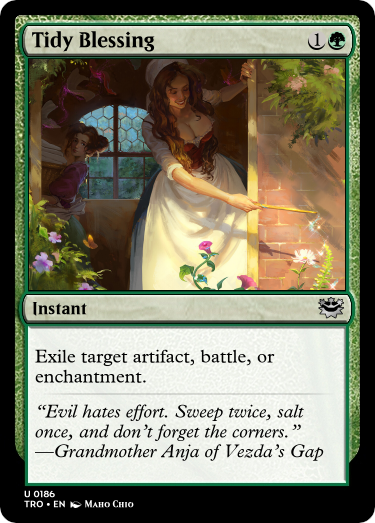 Tidy Blessing 1
Instant
Exile target artifact, battle, or
enchantment.
“Evil hates effort. Sweep twice, salt
once, and don’t forget the corners.”
—Grandmother Anja of Vezda’s Gap
U 0186
TRO • EN Maho Chio